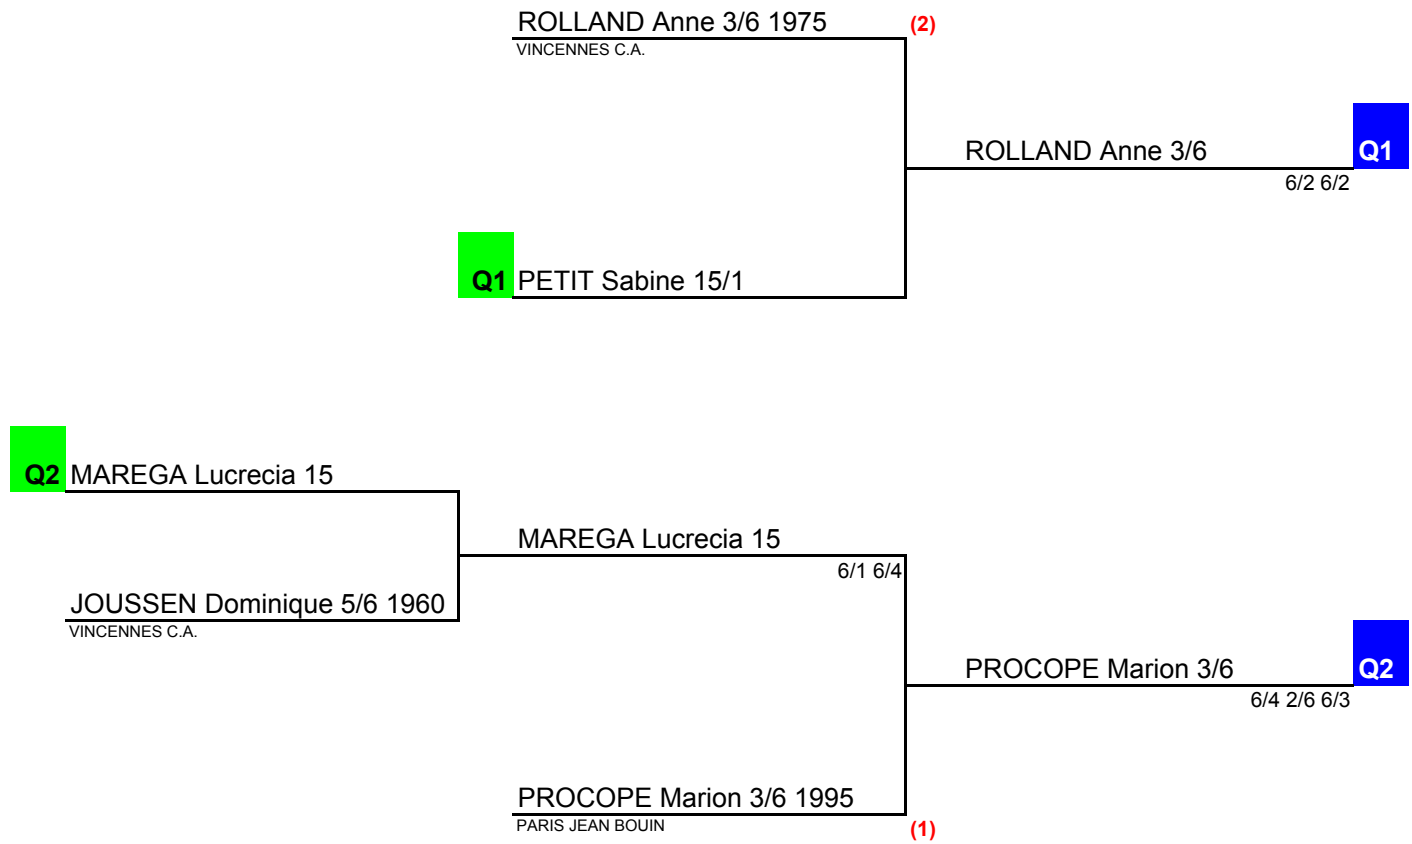 ROLLAND Anne 3/6 1975 (2)
VINCENNES C.A.
ROLLAND Anne 3/6 Q1
6/2 6/2
Q1 PETIT Sabine 15/1
Q2 MAREGA Lucrecia 15
MAREGA Lucrecia 15
6/1 6/4
JOUSSEN Dominique 5/6 1960
VINCENNES C.A.
PROCOPE Marion 3/6 Q2
6/4 2/6 6/3
PROCOPE Marion 3/6 1995
PARIS JEAN BOUIN (1)